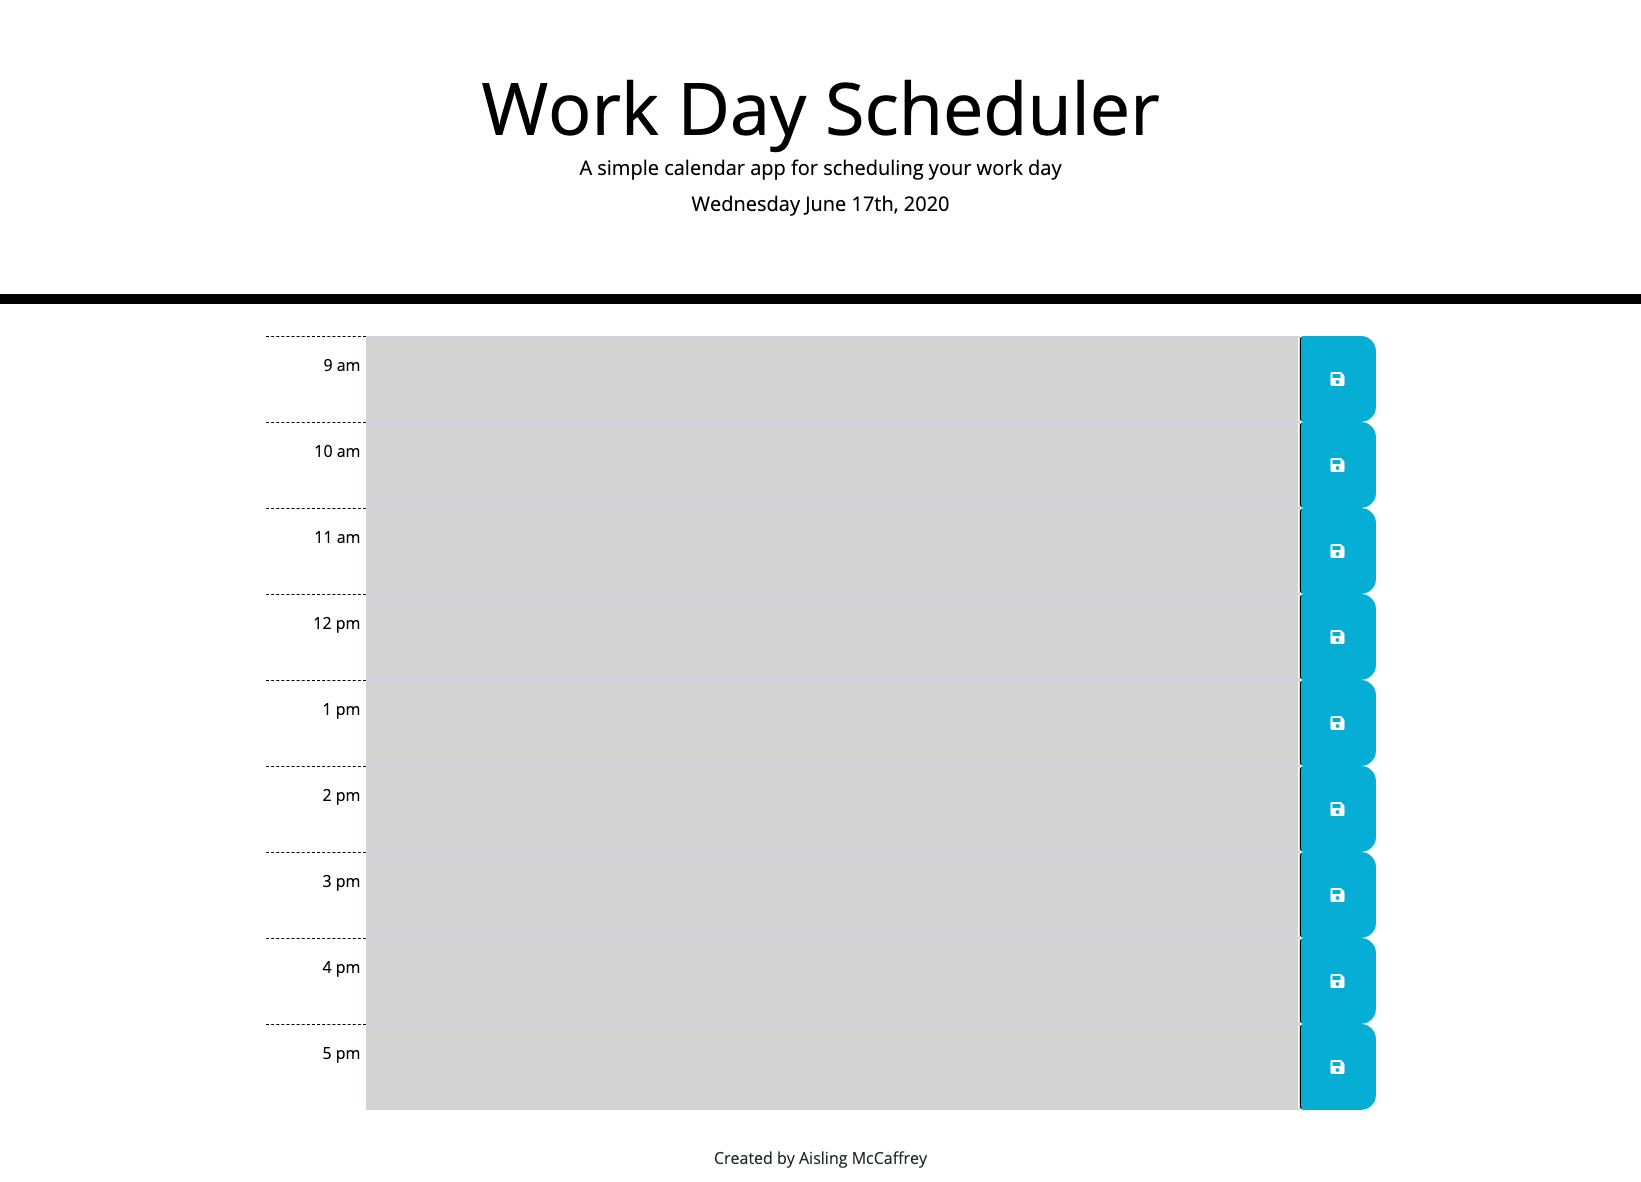 Work Day Scheduler
A simple calendar app for scheduling your work day
Wednesday June 17th, 2020
9 am
10 am
11 am
12 pm
1 pm
2 pm
3 pm
4 pm
5 pm
Created by Aisling McCaffrey